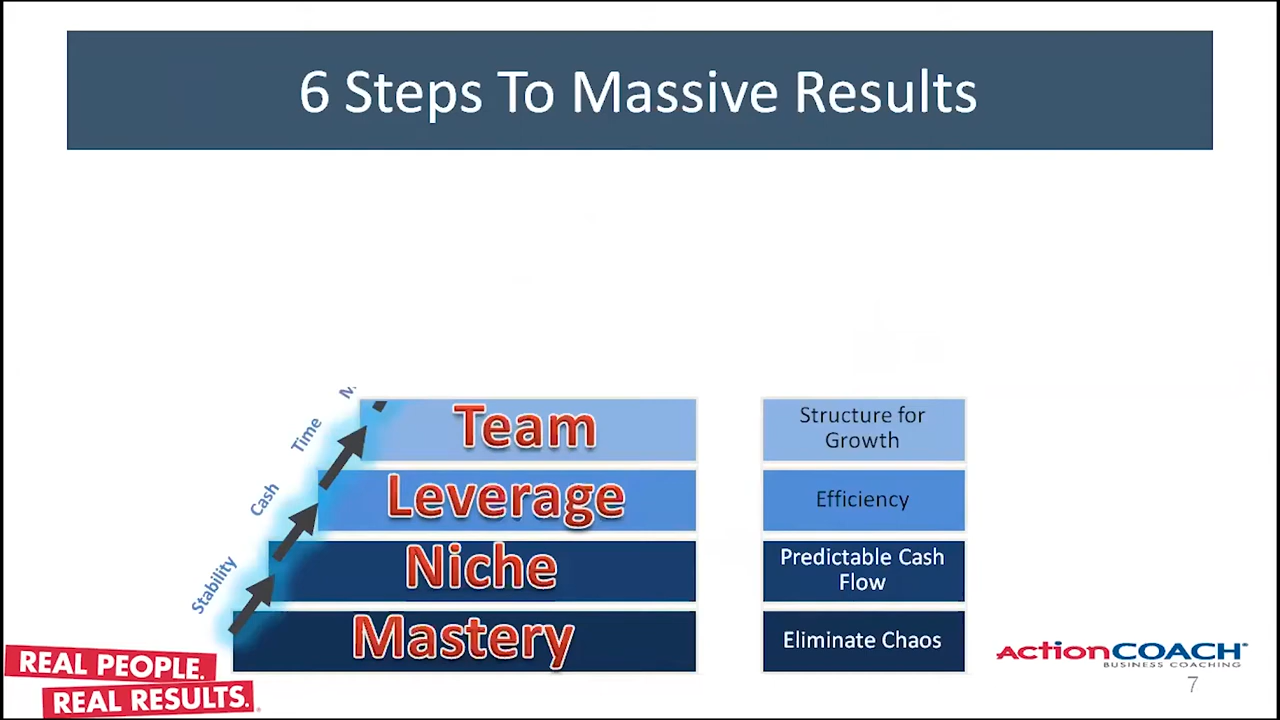 6 Steps To Massive Results
Team
Structure for
Growth
Time
Leverage
Efficiency
Cash
Niche
Predictable Cash
Flow
Stability
Mastery
Eliminate Chaos
REAL PEOPLE.
REAL RESULTS.
ActionCOACH®
BUSINESS COACHING
7